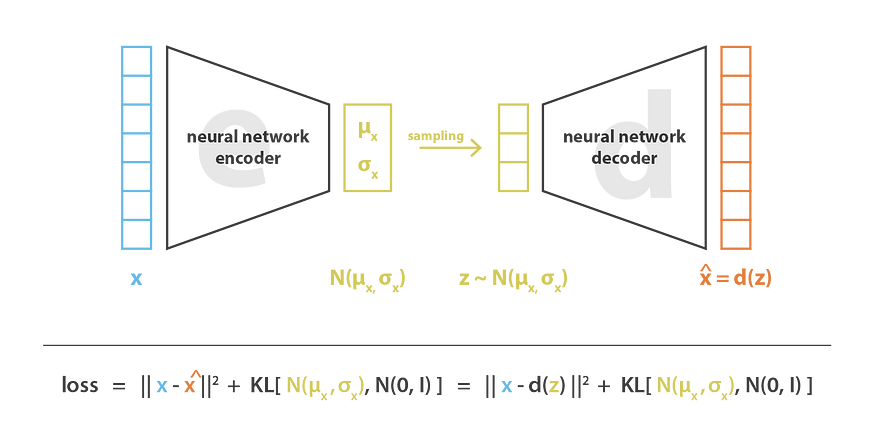 e
neural network
encoder
μx
σx
sampling
d
neural network
decoder
x
N(μx, σx)
z ~ N(μx, σx)
x̂ = d(z)
loss = || x - x̂ ||² + KL[ N(μx, σx), N(0, I) ] = || x - d(z) ||² + KL[ N(μx, σx), N(0, I) ]